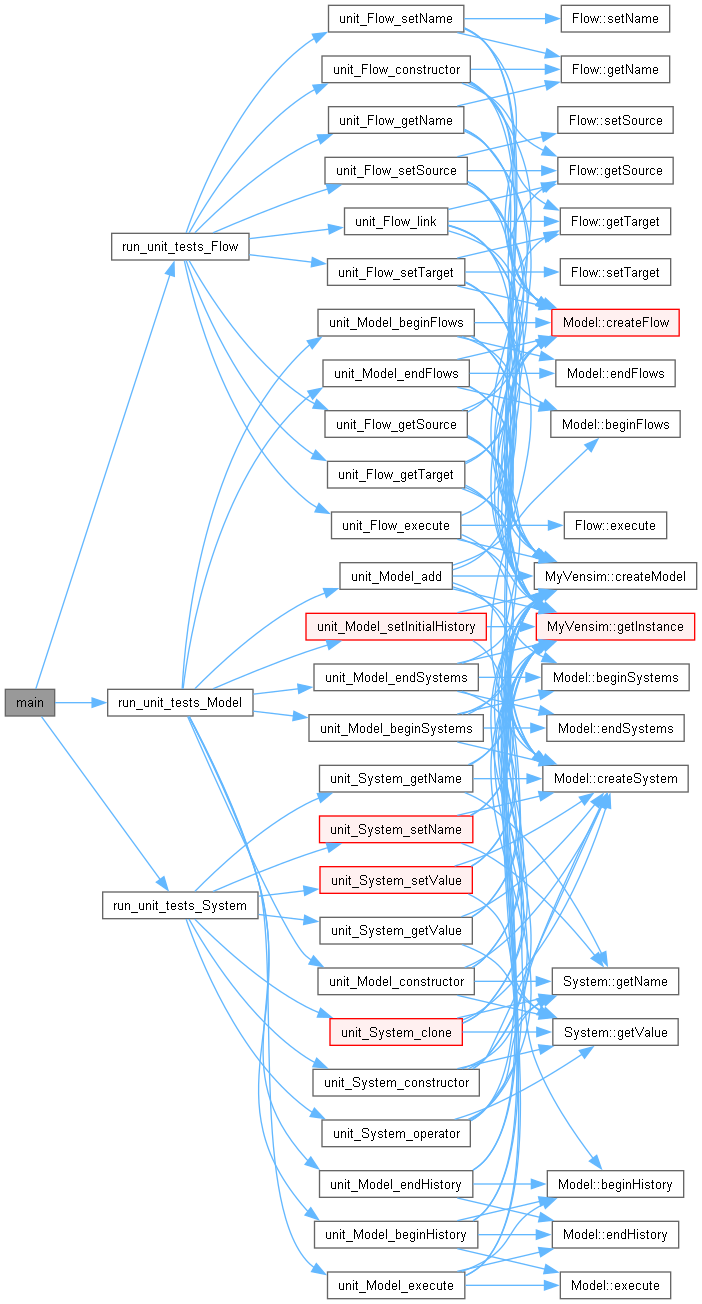 main
run_unit_tests_Flow
run_unit_tests_Model
run_unit_tests_System
unit_Flow_setName
unit_Flow_constructor
unit_Flow_getName
unit_Flow_setSource
unit_Flow_link
unit_Flow_setTarget
unit_Model_beginFlows
unit_Model_endFlows
unit_Flow_getSource
unit_Flow_getTarget
unit_Flow_execute
unit_Model_add
unit_Model_setInitialHistory
unit_Model_endSystems
unit_Model_beginSystems
unit_System_getName
unit_System_setName
unit_System_setValue
unit_System_getValue
unit_Model_constructor
unit_System_clone
unit_System_constructor
unit_System_operator
unit_Model_endHistory
unit_Model_beginHistory
unit_Model_execute
Flow::setName
Flow::getName
Flow::setSource
Flow::getSource
Flow::getTarget
Flow::setTarget
Model::createFlow
Model::endFlows
Model::beginFlows
Flow::execute
MyVensim::createModel
MyVensim::getInstance
Model::beginSystems
Model::endSystems
Model::createSystem
System::getName
System::getValue
Model::beginHistory
Model::endHistory
Model::execute